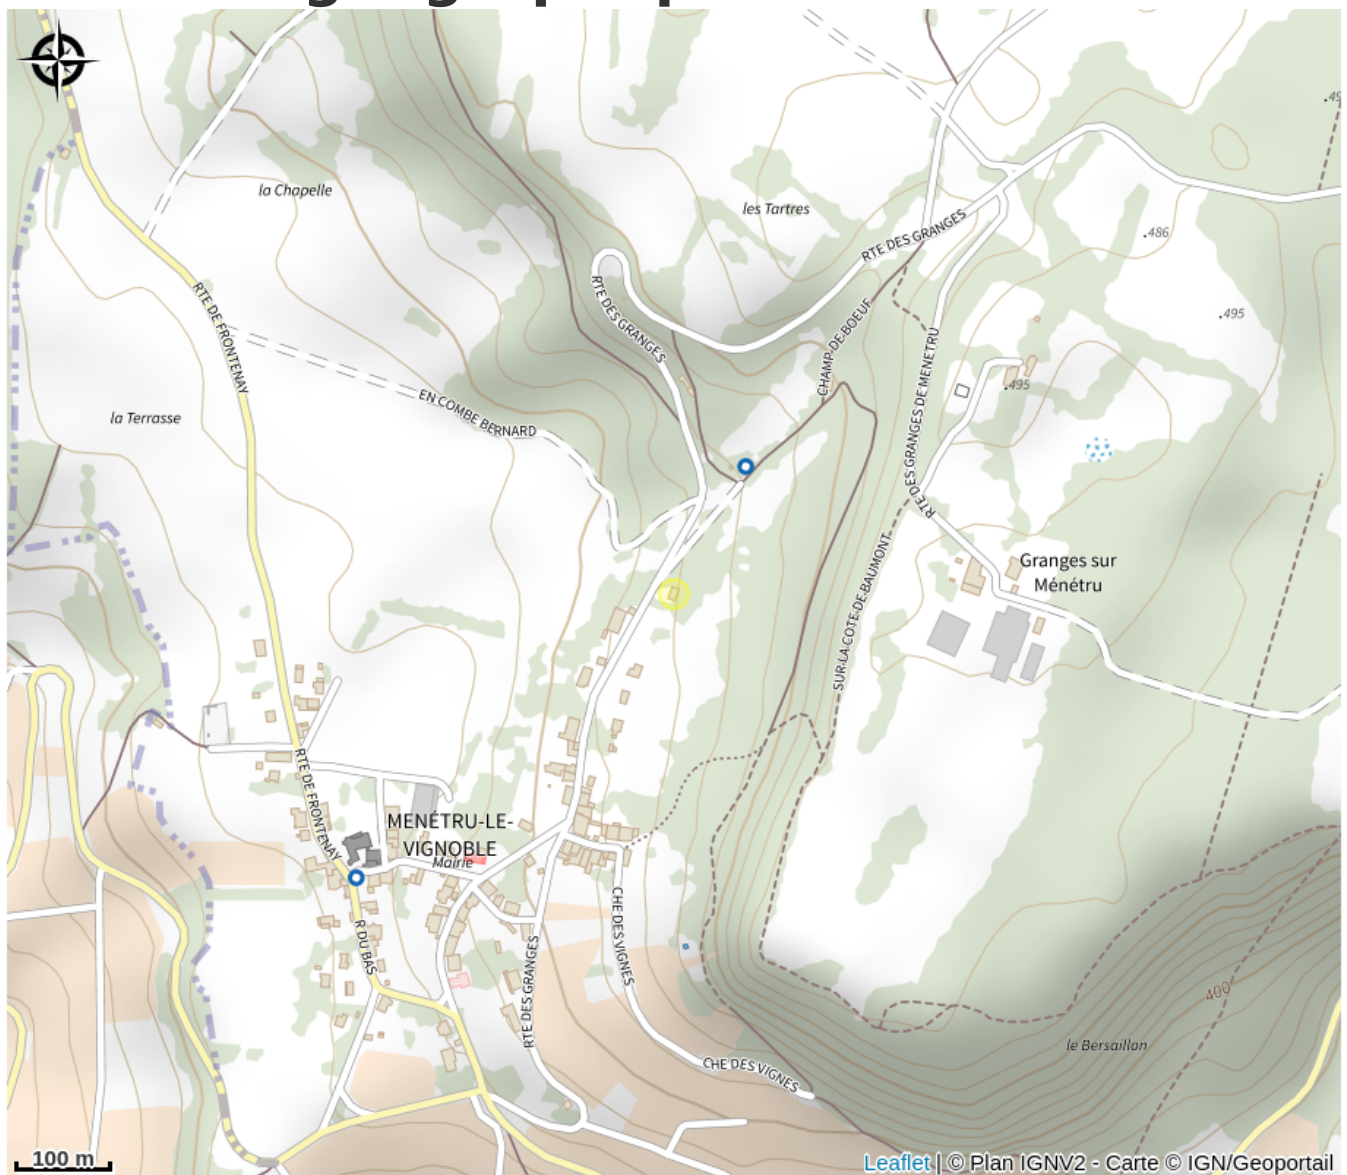 la Chapelle
les Tartres
RTE DES GRANGES
486
495
RTE DE FRONTENAY
RTE DES GRANGES
CHAMP DE BOEUF
RTE DES GRANGES DE MENETRU
495
la Terrasse
EN COMBE BERNARD
SUR LA COTE DE BAUMONT
Granges sur
Ménétru
RTE DE FRONTENAY
MENÉTRU-LE-
VIGNOBLE
Mairie
R DU BAS
CHE DES VIGNES
RTE DES GRANGES
400
le Bersaillon
CHE DES VIGNES
100 m
Leaflet | © Plan IGNV2 - Carte © IGN/Geoportail